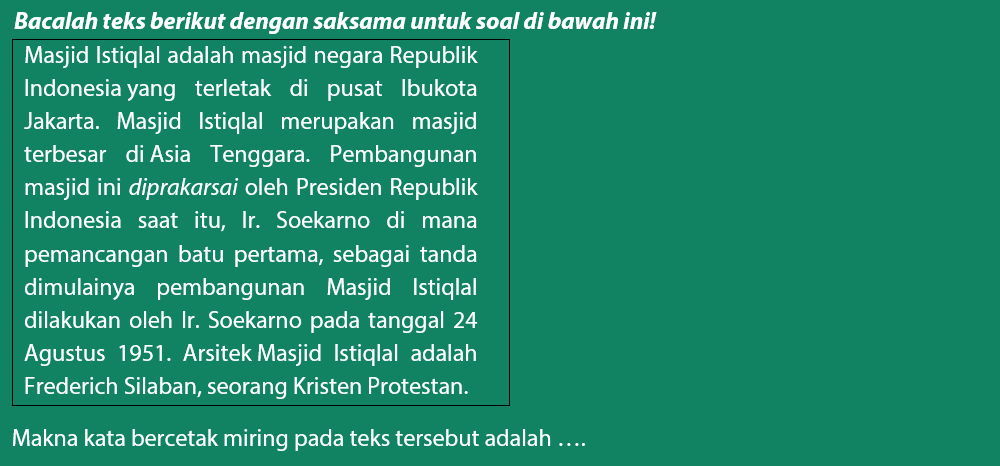 Bacalah teks berikut dengan saksama untuk soal di bawah ini!
Masjid Istiqlal adalah masjid negara Republik
Indonesia yang terletak di pusat Ibukota
Jakarta. Masjid Istiqlal merupakan masjid
terbesar di Asia Tenggara. Pembangunan
masjid ini diprakarsai oleh Presiden Republik
Indonesia saat itu, Ir. Soekarno di mana
pemancangan batu pertama, sebagai tanda
dimulainya pembangunan Masjid Istiqlal
dilakukan oleh Ir. Soekarno pada tanggal 24
Agustus 1951. Arsitek Masjid Istiqlal adalah
Frederich Silaban, seorang Kristen Protestan.
Makna kata bercetak miring pada teks tersebut adalah ….